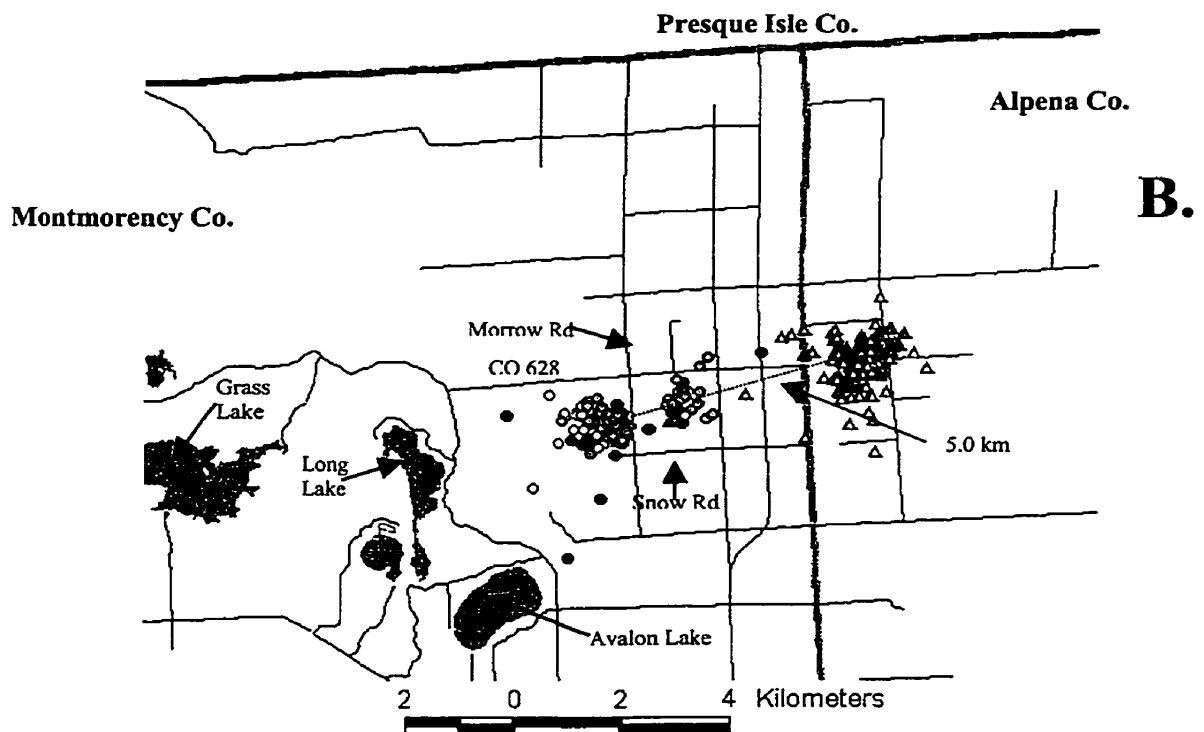 Presque Isle Co.
Alpena Co.
B.
Montmorency Co.
Morrow Rd
CO 628
Grass
Lake
Long
Lake
5.0 km
Snow Rd
Avalon Lake
2 0 2 4 Kilometers